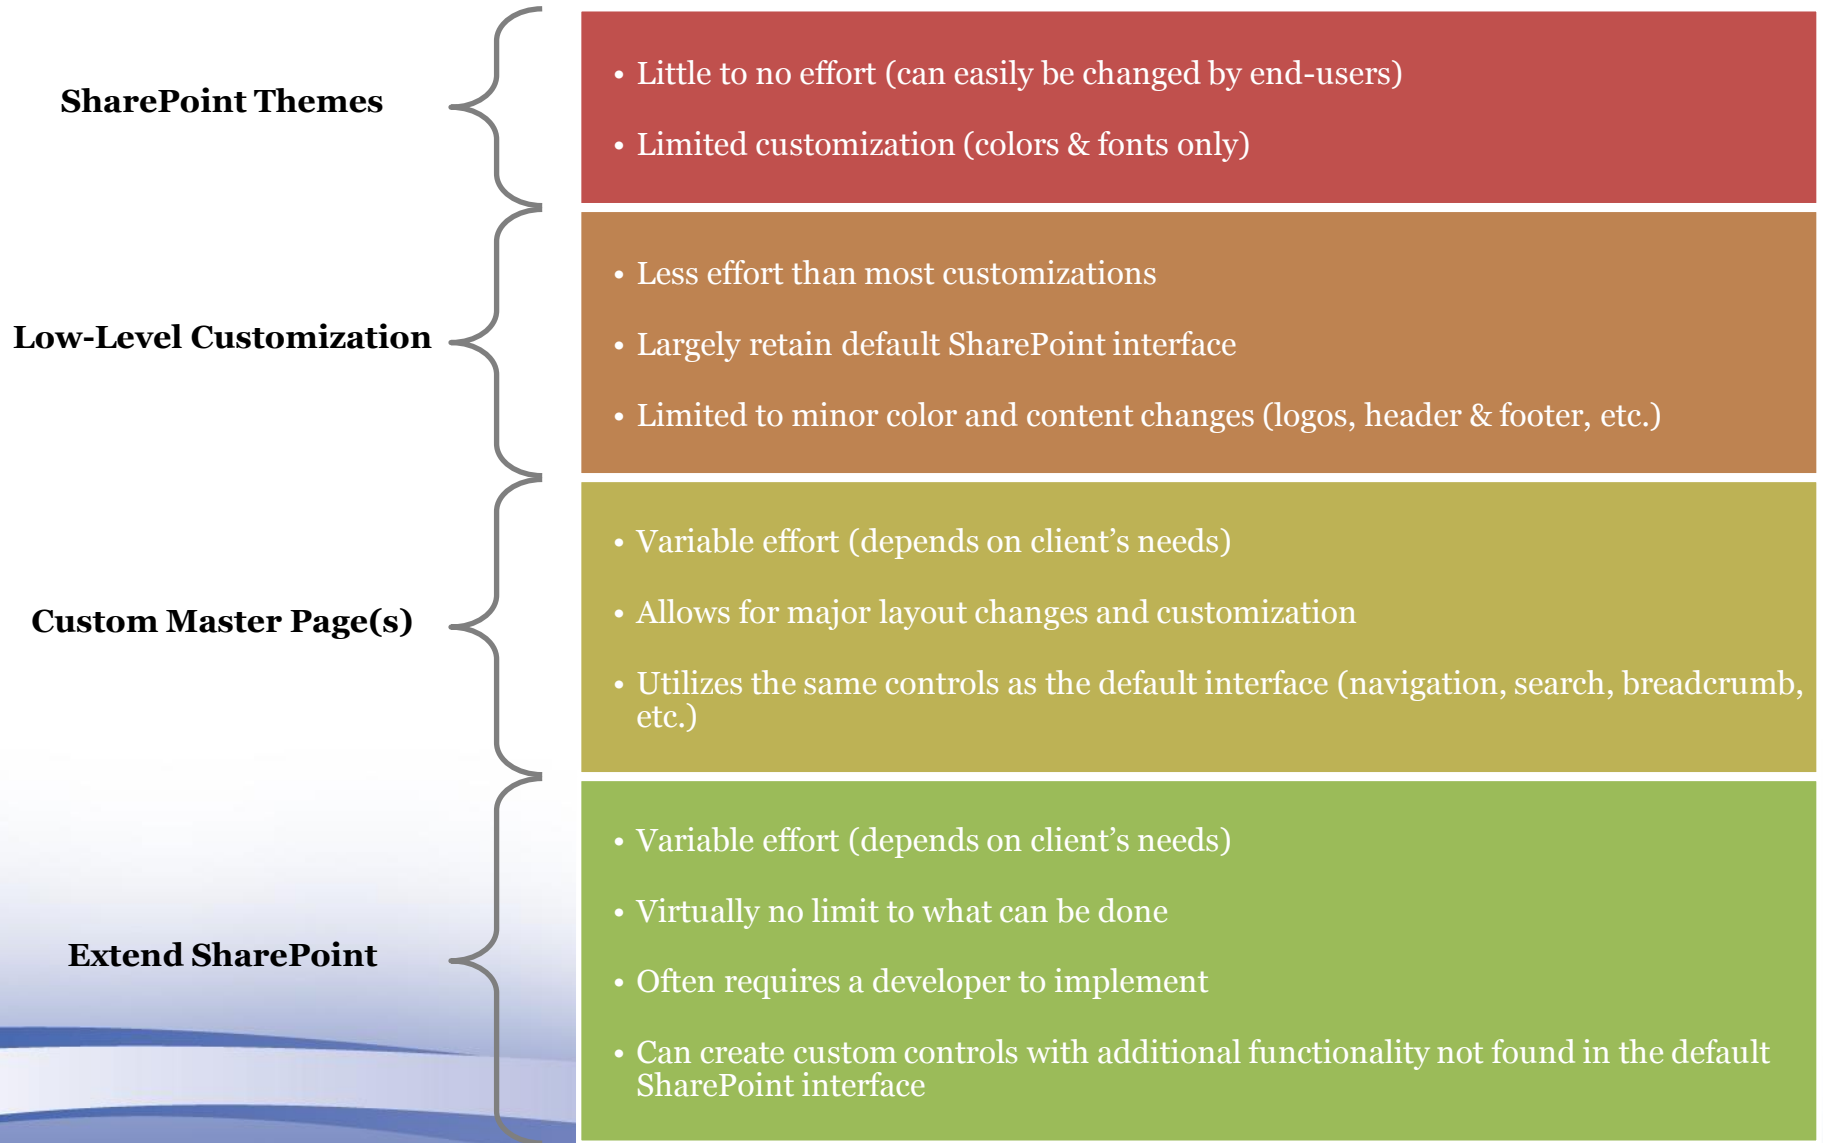 SharePoint Themes
• Little to no effort (can easily be changed by end-users)
• Limited customization (colors & fonts only)
Low-Level Customization
• Less effort than most customizations
• Largely retain default SharePoint interface
• Limited to minor color and content changes (logos, header & footer, etc.)
Custom Master Page(s)
• Variable effort (depends on client’s needs)
• Allows for major layout changes and customization
• Utilizes the same controls as the default interface (navigation, search, breadcrumb,
etc.)
Extend SharePoint
• Variable effort (depends on client’s needs)
• Virtually no limit to what can be done
• Often requires a developer to implement
• Can create custom controls with additional functionality not found in the default
SharePoint interface